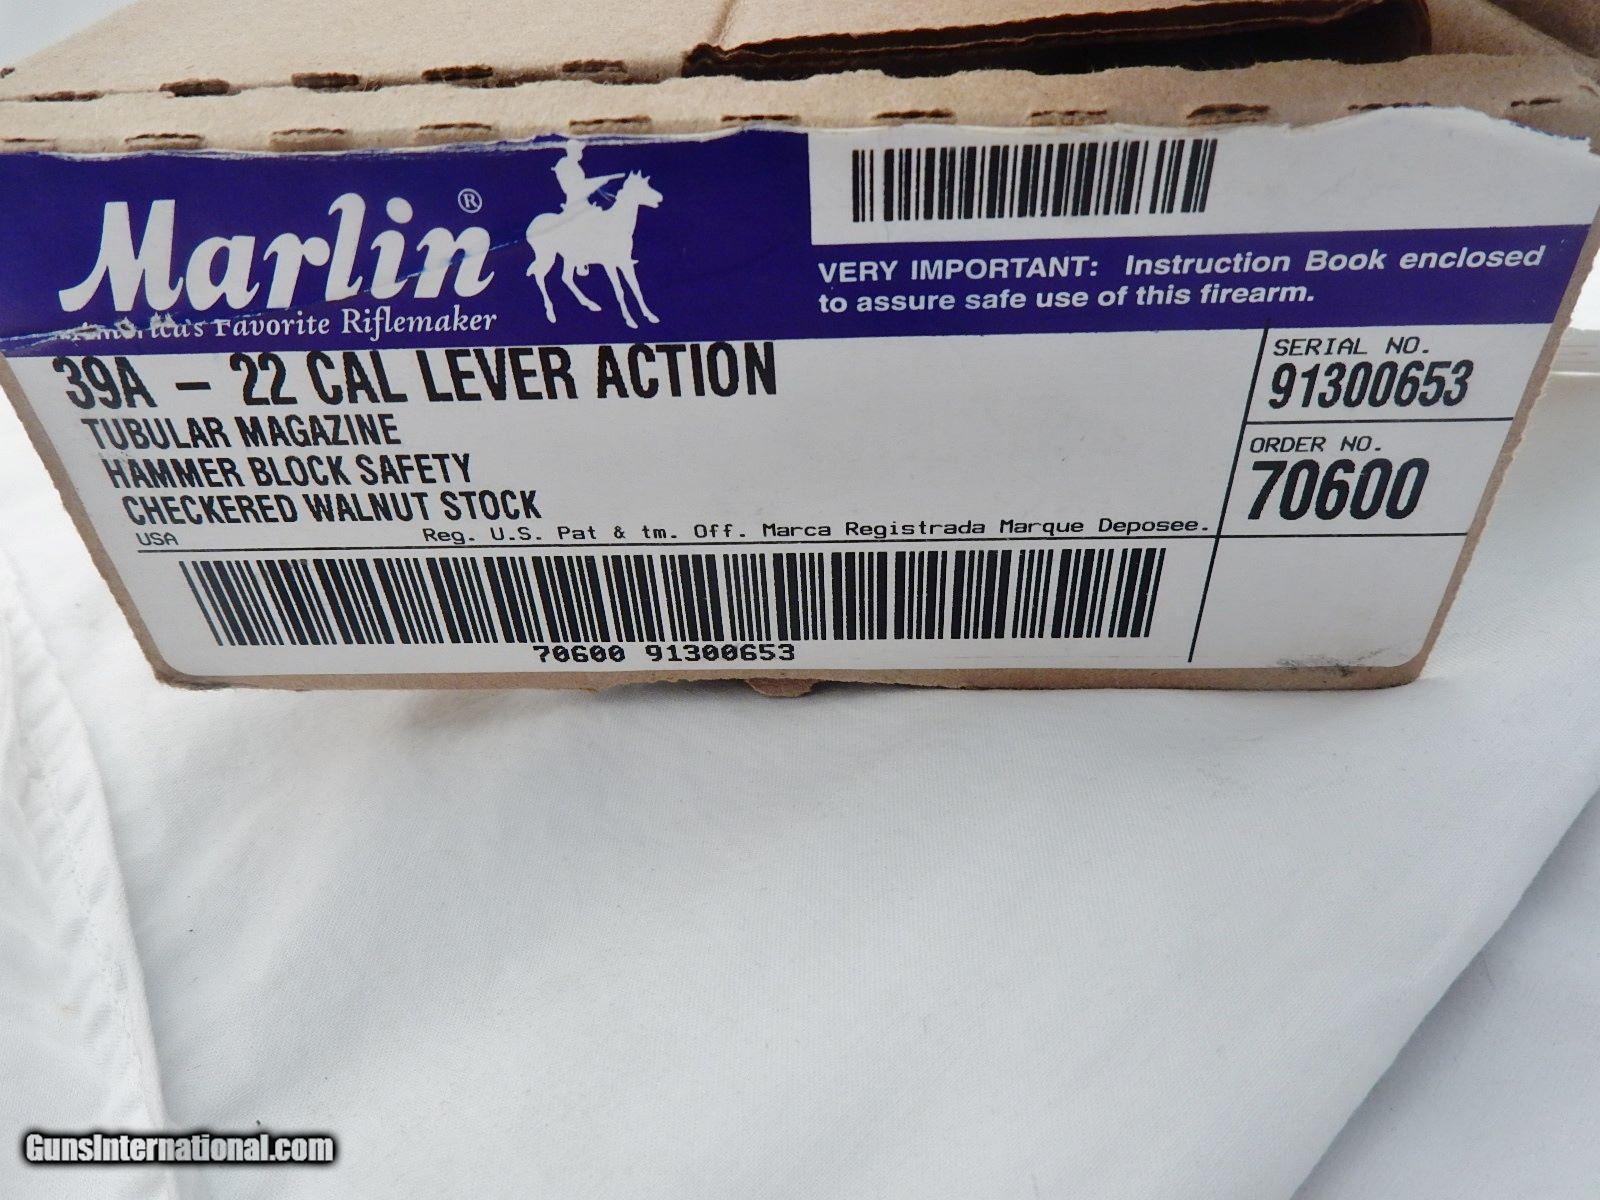 Marlin®
America's Favorite Riflemaker
VERY IMPORTANT: Instruction Book enclosed
to assure safe use of this firearm.
39A – 22 CAL LEVER ACTION
TUBULAR MAGAZINE
HAMMER BLOCK SAFETY
CHECKERED WALNUT STOCK
USA
Reg. U.S. Pat & tm. Off. Marca Registrada Marque Deposee.
SERIAL NO.
91300653
ORDER NO.
70600
70600 91300653
GunsInternational.com